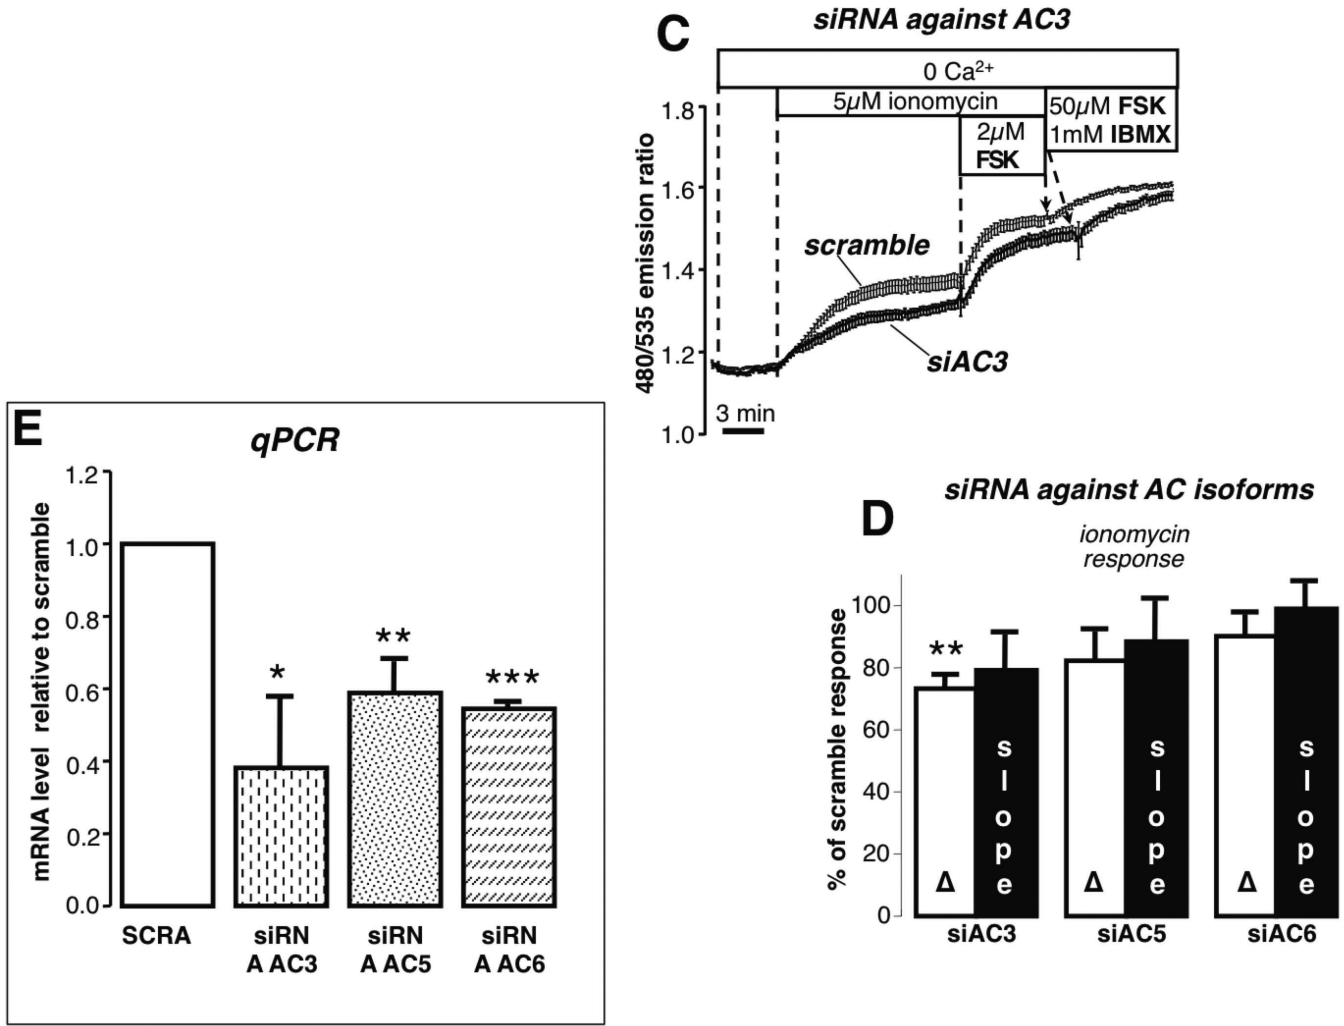 C
siRNA against AC3
0 Ca²⁺
5µM ionomycin
50µM FSK
1mM IBMX
2µM
FSK
480/535 emission ratio
1.8
1.6
1.4
1.2
1.0
scramble
siAC3
3 min
E
qPCR
mRNA level relative to scramble
1.2
1.0
0.8
0.6
0.4
0.2
0.0
*
**
***
SCRA
siRN
A AC3
siRN
A AC5
siRN
A AC6
D
siRNA against AC isoforms
ionomycin
response
% of scramble response
100
80
60
40
20
0
**
Δ
slope
Δ
slope
Δ
slope
siAC3
siAC5
siAC6